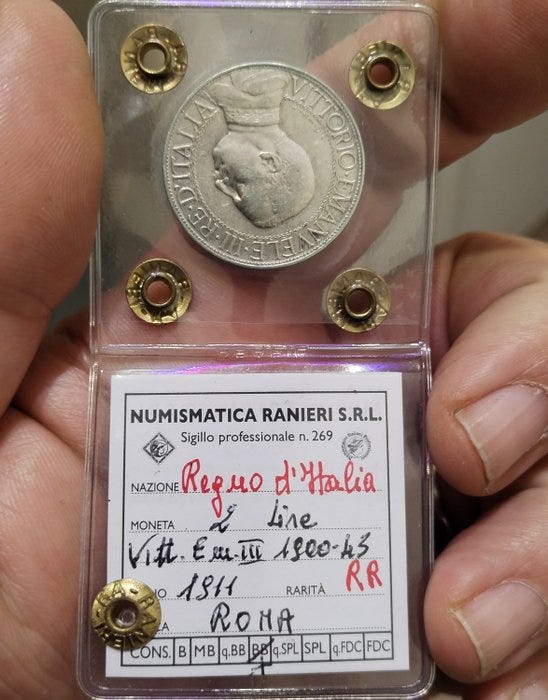 VITTORIO·EMANVELE·III·RE·D'ITALIA
NUMISMATICA RANIERI S.R.L.
Sigillo professionale n. 269
NAZIONE Regno d'Italia
MONETA 2 Lire
Vitt. Em. III 1900-43
1911 RARITÀ RR
ROMA
CONS. B MB q.BB BB q.SPL SPL q.FDC FDC